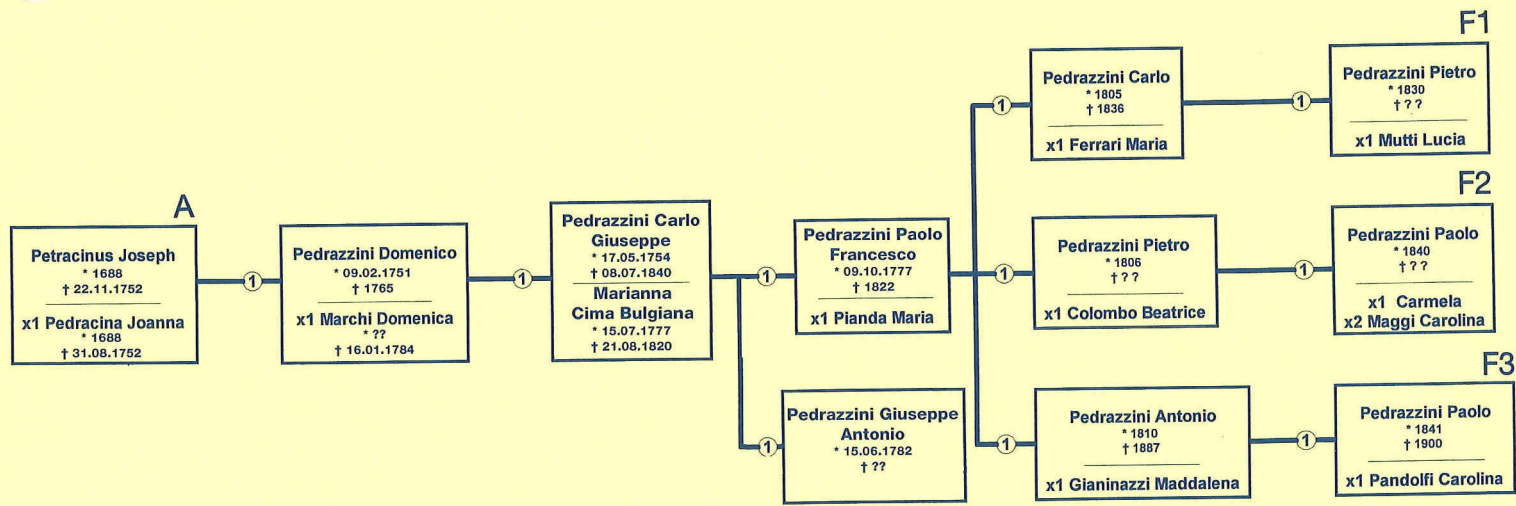 A
Petracinus Joseph
* 1688
† 22.11.1752
x1 Pedracina Joanna
* 1688
† 31.08.1752
1
Pedrazzini Domenico
* 09.02.1751
† 1765
x1 Marchi Domenica
* ??
† 16.01.1784
1
Pedrazzini Carlo
Giuseppe
* 17.05.1754
† 08.07.1840
Marianna
Cima Bulgiana
* 15.07.1777
† 21.08.1820
1
Pedrazzini Paolo
Francesco
* 09.10.1777
† 1822
x1 Pianda Maria
1
Pedrazzini Giuseppe
Antonio
* 15.06.1782
† ??
1
Pedrazzini Carlo
* 1805
† 1836
x1 Ferrari Maria
1
F1
Pedrazzini Pietro
* 1830
† ? ?
x1 Mutti Lucia
1
Pedrazzini Pietro
* 1806
† ? ?
x1 Colombo Beatrice
1
F2
Pedrazzini Paolo
* 1840
† ? ?
x1 Carmela
x2 Maggi Carolina
1
Pedrazzini Antonio
* 1810
† 1887
x1 Gianinazzi Maddalena
1
F3
Pedrazzini Paolo
* 1841
† 1900
x1 Pandolfi Carolina